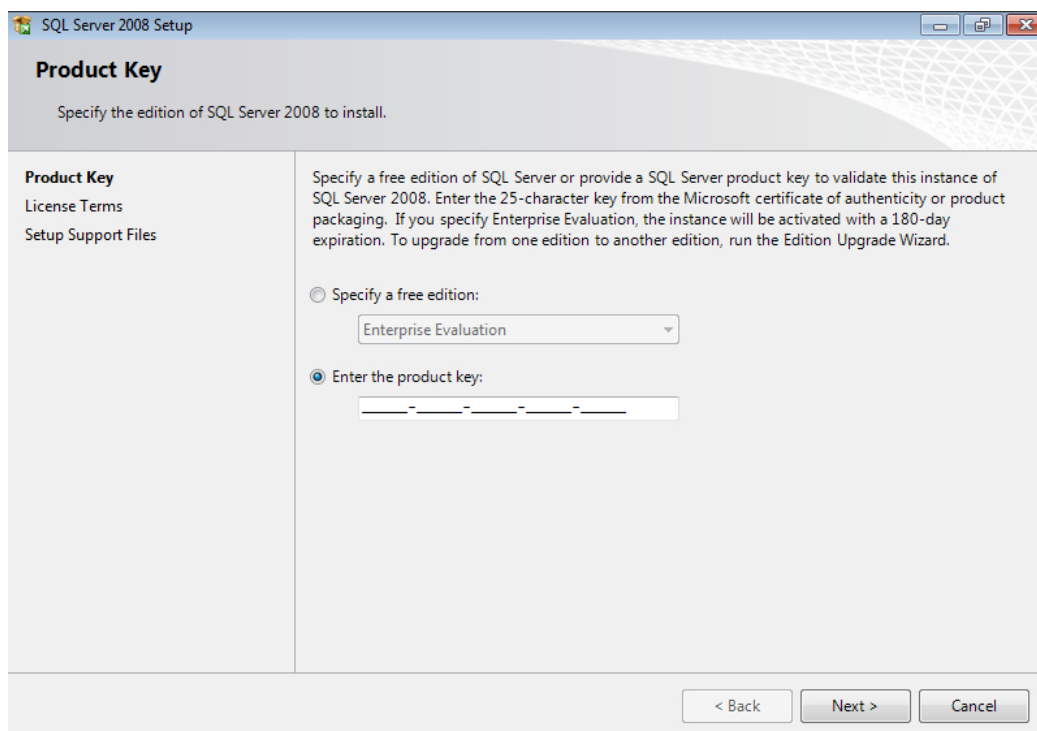 SQL Server 2008 Setup
Product Key
Specify the edition of SQL Server 2008 to install.
Product Key
License Terms
Setup Support Files
Specify a free edition of SQL Server or provide a SQL Server product key to validate this instance of
SQL Server 2008. Enter the 25-character key from the Microsoft certificate of authenticity or product
packaging. If you specify Enterprise Evaluation, the instance will be activated with a 180-day
expiration. To upgrade from one edition to another edition, run the Edition Upgrade Wizard.
Specify a free edition:
Enterprise Evaluation
Enter the product key:
_____-_____-_____-_____-_____
< Back
Next >
Cancel